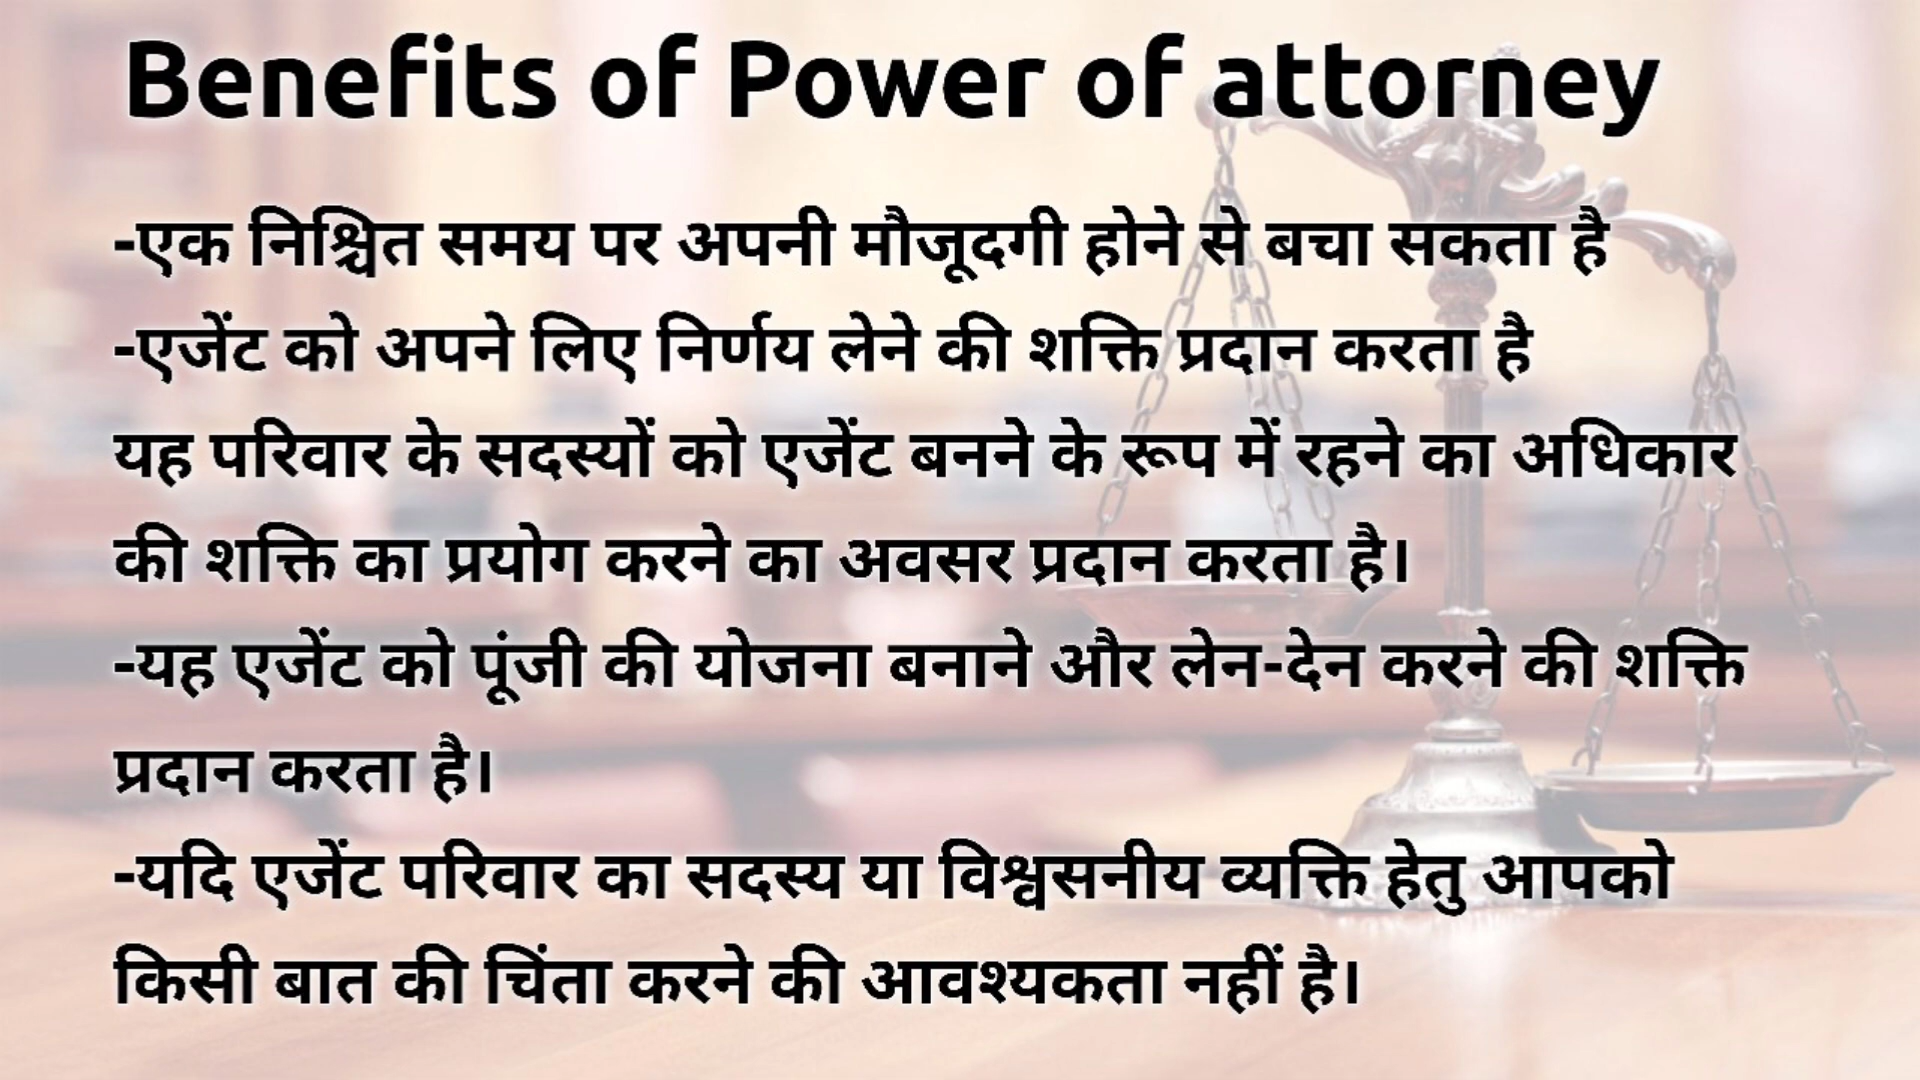 Benefits of Power of attorney
-एक निश्चित समय पर अपनी मौजूदगी होने से बचा सकता है
-एजेंट को अपने लिए निर्णय लेने की शक्ति प्रदान करता है
यह परिवार के सदस्यों को एजेंट बनने के रूप में रहने का अधिकार
की शक्ति का प्रयोग करने का अवसर प्रदान करता है।
-यह एजेंट को पूंजी की योजना बनाने और लेन-देन करने की शक्ति
प्रदान करता है।
-यदि एजेंट परिवार का सदस्य या विश्वसनीय व्यक्ति हेतु आपको
किसी बात की चिंता करने की आवश्यकता नहीं है।